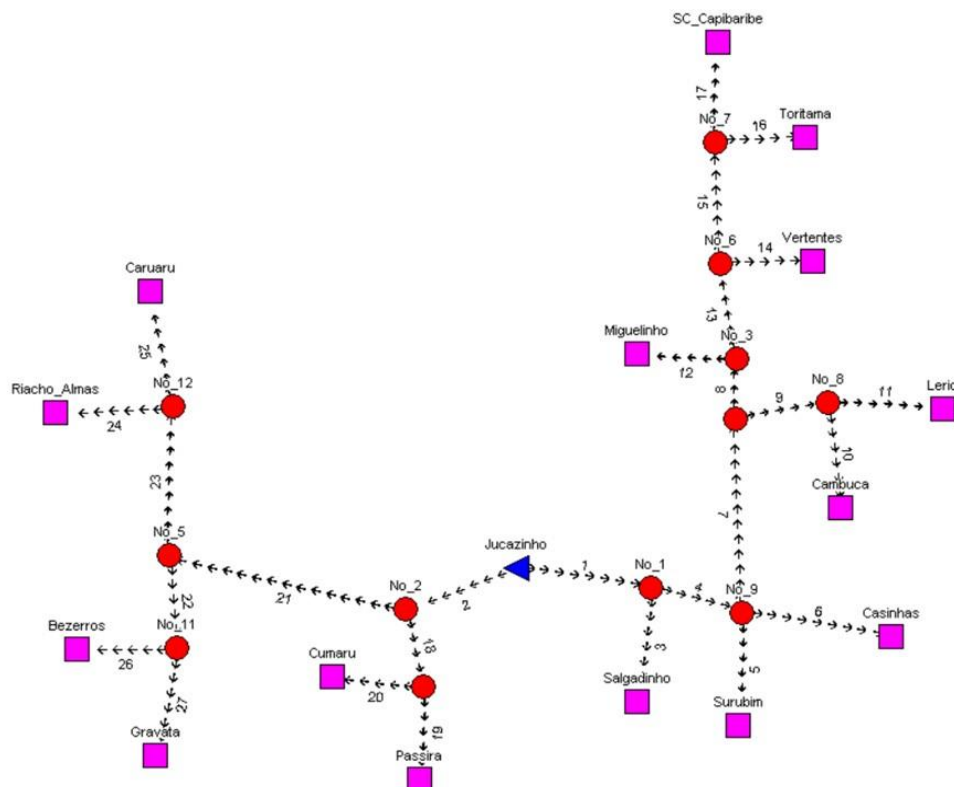 SC_Capibaribe
17
No_7
16
Toritama
15
No_6
14
Vertentes
Caruaru
13
Miguelinho
No_3
12
25
8
Riacho_Almas
No_12
No_8
9
11
Leric
24
10
Cambuca
23
7
No_5
Jucazinho
1
No_1
21
No_2
2
4
No_9
22
Bezerros
No_11
18
6
Casinhas
26
Cumaru
3
5
20
Salgadinho
27
Surubim
Gravata
19
Passira